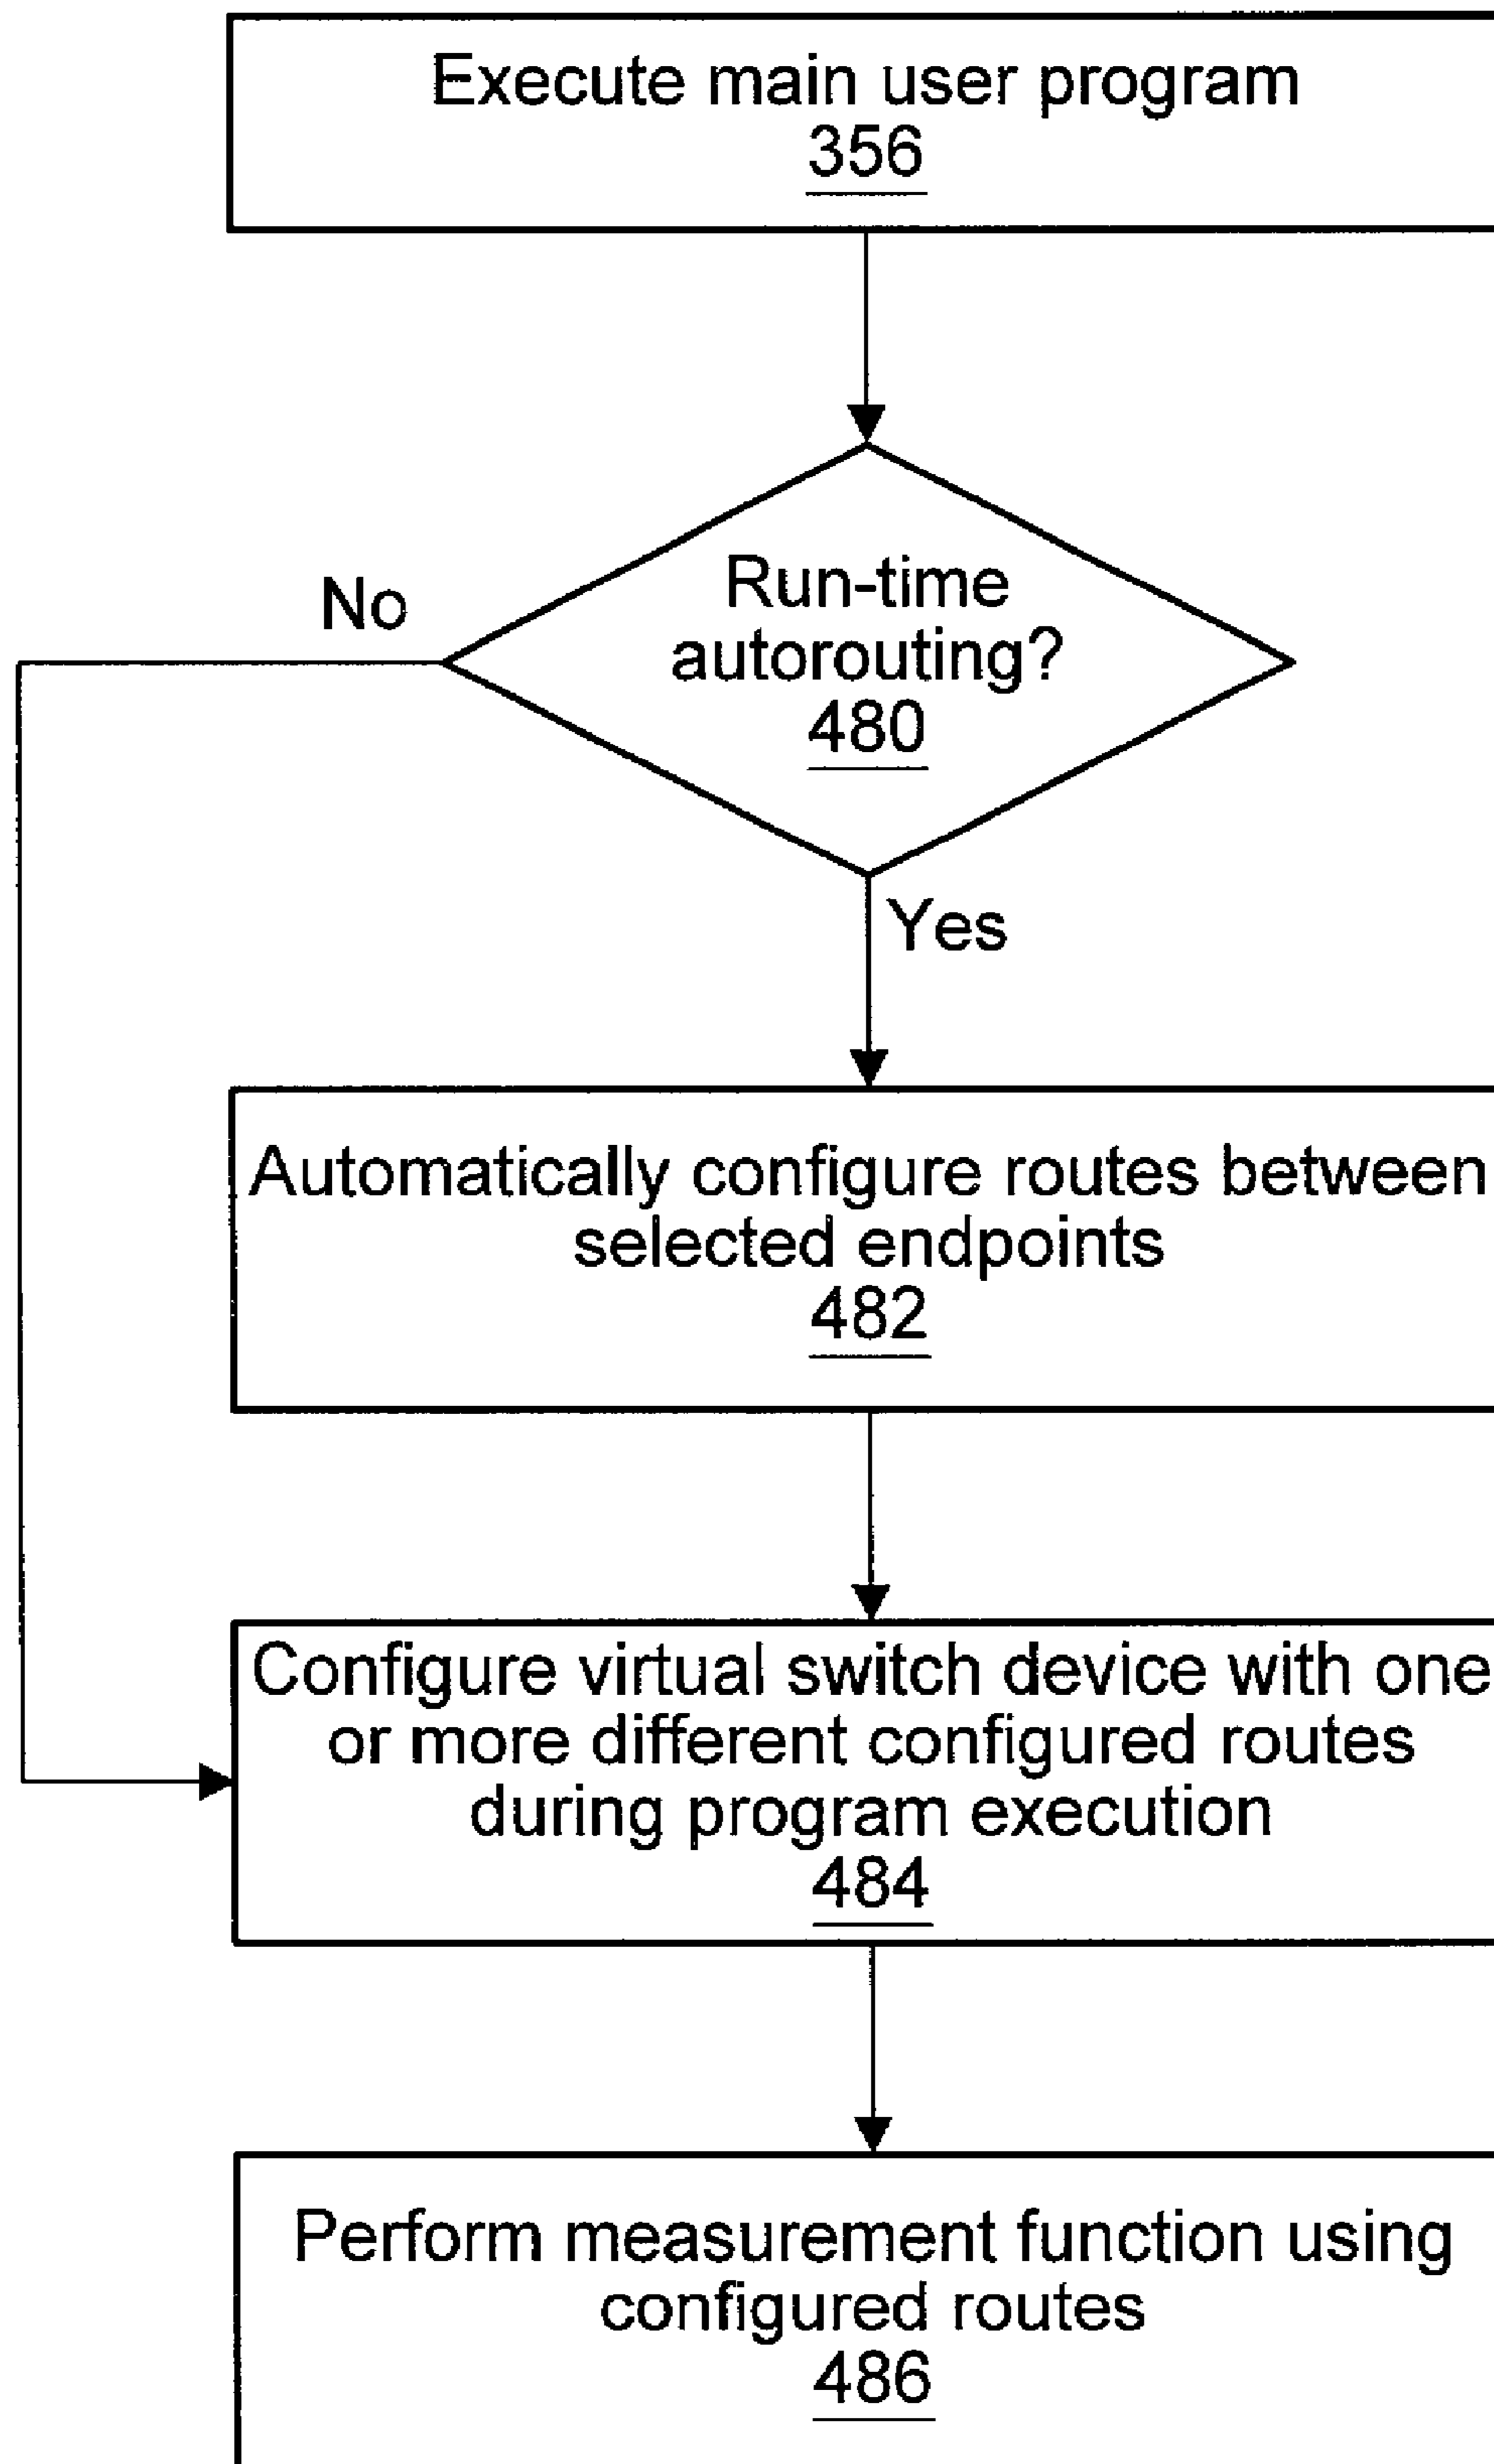 Execute main user program
356
Run-time
autorouting?
480
No
Yes
Automatically configure routes between
selected endpoints
482
Configure virtual switch device with one
or more different configured routes
during program execution
484
Perform measurement function using
configured routes
486